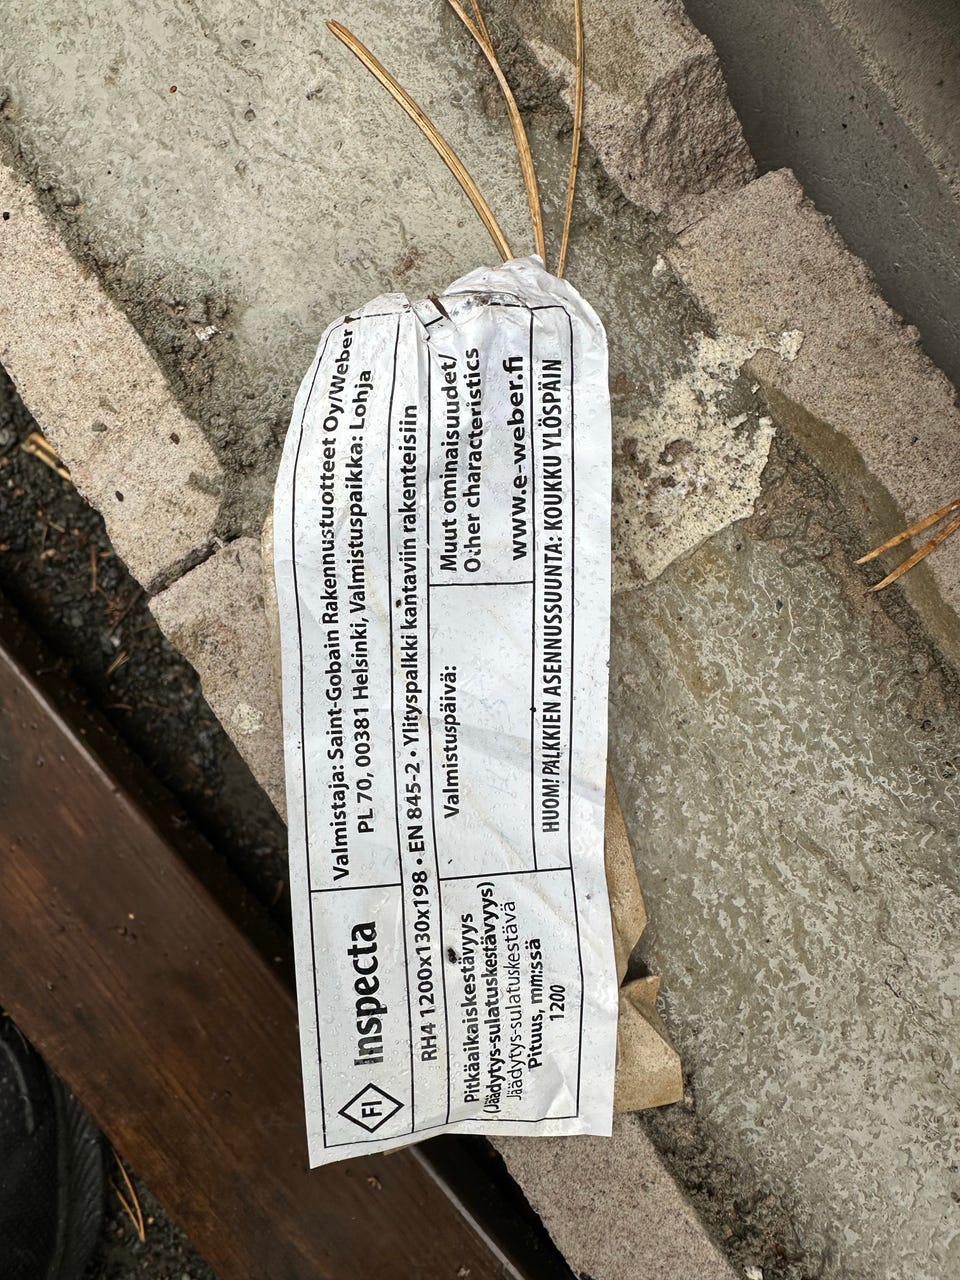 FI
Inspecta
Valmistaja: Saint-Gobain Rakennustuotteet Oy/Weber
PL 70, 00381 Helsinki, Valmistuspaikka: Lohja
RH4 1200x130x198 • EN 845-2 • Ylityspalkki kantaviin rakenteisiin
Pitkäaikaiskestävyys
(Jäädytys-sulatuskestävyys)
Jäädytys-sulatuskestävä
Pituus, mm:ssä
1200
Valmistuspäivä:
Muut ominaisuudet/
Other characteristics
www.e-weber.fi
HUOM! PALKKIEN ASENNUSSUUNTA: KOUKKU YLÖSPÄIN